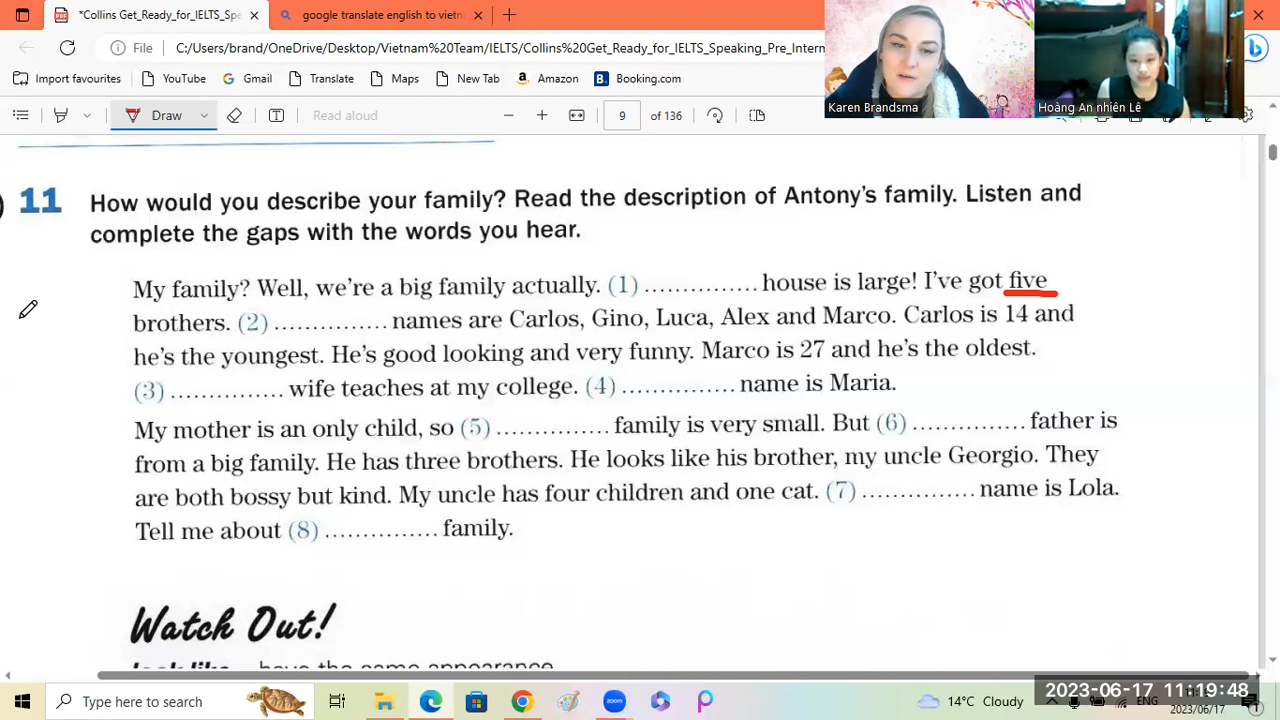 *Collins Get_Ready_for_IELTS_Spe
google translate english to vietn
File
C:/Users/brand/OneDrive/Desktop/Vietnam%20Team/IELTS/Collins%20Get_Ready_for_IELTS_Speaking_Pre_Intern
Import favourites YouTube Gmail Translate Maps New Tab Amazon Booking.com
Karen Brandsma
Hoàng An nhiên Lê
Draw Read aloud 9 of 136
11 How would you describe your family? Read the description of Antony's family. Listen and
complete the gaps with the words you hear.
My family? Well, we're a big family actually. (1) ............... house is large! I've got five
brothers. (2) ............... names are Carlos, Gino, Luca, Alex and Marco. Carlos is 14 and
he's the youngest. He's good looking and very funny. Marco is 27 and he's the oldest.
(3) ............... wife teaches at my college. (4) ............... name is Maria.
My mother is an only child, so (5) ............... family is very small. But (6) ............... father is
from a big family. He has three brothers. He looks like his brother, my uncle Georgio. They
are both bossy but kind. My uncle has four children and one cat. (7) ............... name is Lola.
Tell me about (8) ............... family.
Watch Out!
look like – have the same appearance
Type here to search
14°C Cloudy
ENG
2023-06-17 11:19:48
2023/06/17